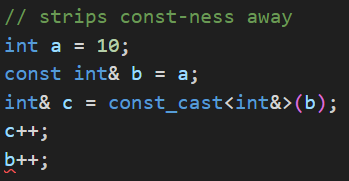 // strips const-ness away
int a = 10;
const int& b = a;
int& c = const_cast<int&>(b);
c++;
b++;